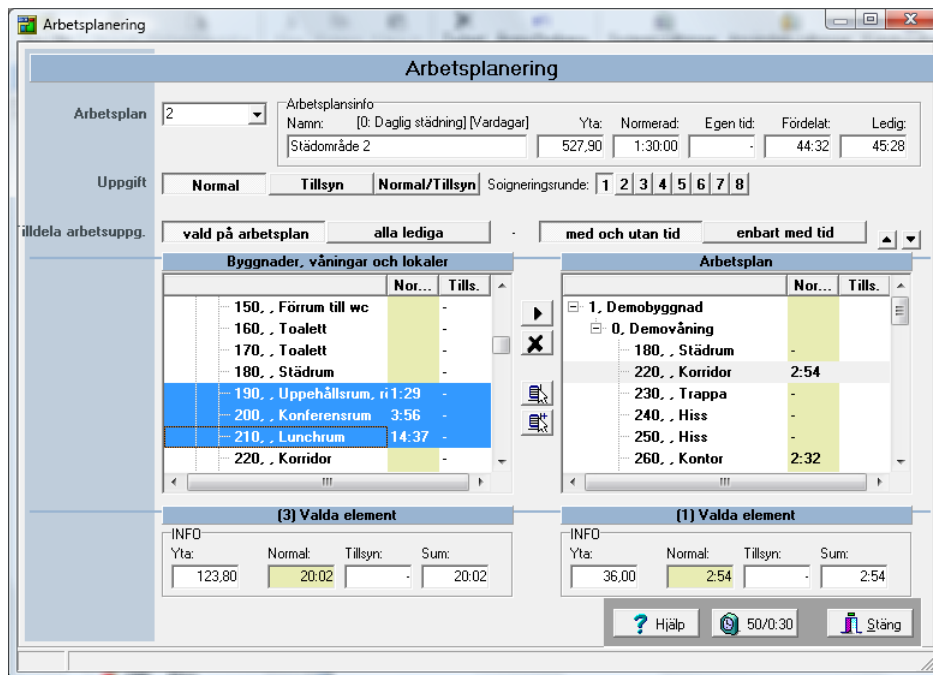 Arbetsplanering
Arbetsplanering
Arbetsplan 2
Arbetsplansinfo
Namn: [0: Daglig städning] [Vardagar] Yta: Normerad: Egen tid: Fördelat: Ledig:
Städområde 2 527,90 1:30:00 - 44:32 45:28
Uppgift Normal Tillsyn Normal/Tillsyn Soigneringsrunde: 1 2 3 4 5 6 7 8
illdela arbetsuppg. vald på arbetsplan alla lediga - med och utan tid enbart med tid
Byggnader, våningar och lokaler
Nor... Tills.
150, , Förrum till wc -
160, , Toalett -
170, , Toalett -
180, , Städrum -
190, , Uppehållsrum, ri 1:29 -
200, , Konferensrum 3:56 -
210, , Lunchrum 14:37 -
220, , Korridor -
Arbetsplan
Nor... Tills.
1, Demobyggnad
0, Demovåning
180, , Städrum -
220, , Korridor 2:54
230, , Trappa -
240, , Hiss -
250, , Hiss -
260, , Kontor 2:32
(3) Valda element
INFO
Yta: Normal: Tillsyn: Sum:
123,80 20:02 - 20:02
(1) Valda element
INFO
Yta: Normal: Tillsyn: Sum:
36,00 2:54 - 2:54
? Hjälp 50/0:30 Stäng